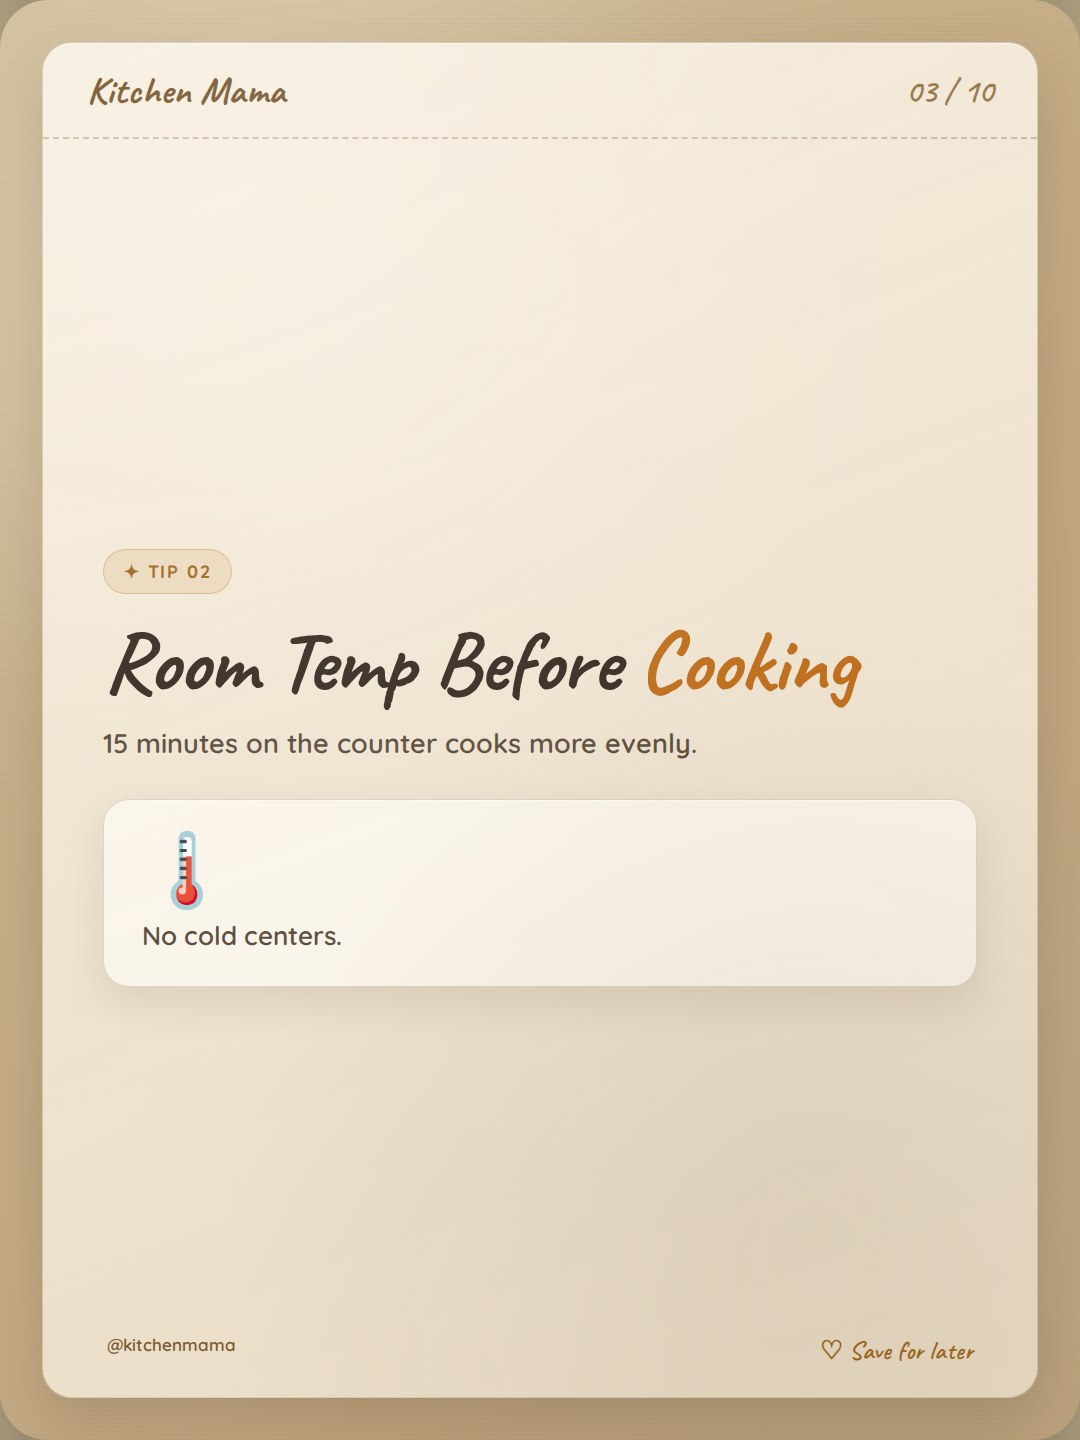 Kitchen Mama
03 / 10
✦ TIP 02
Room Temp Before Cooking
15 minutes on the counter cooks more evenly.
No cold centers.
@kitchenmama
♡ Save for later